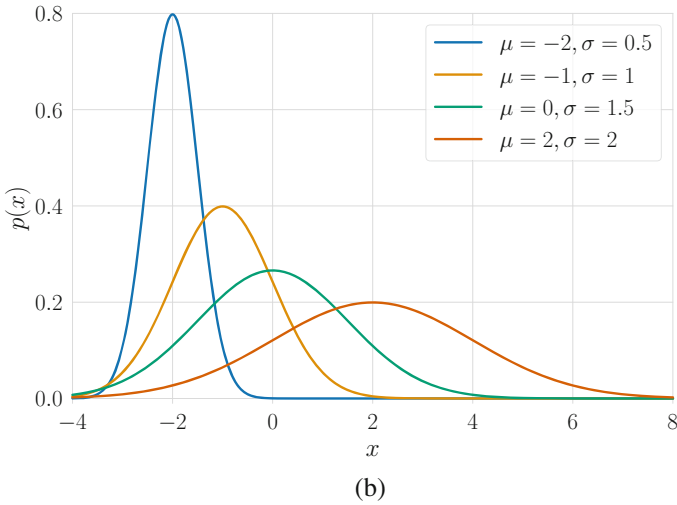 0.8
0.6
0.4
0.2
0.0
p(x)
μ = −2, σ = 0.5
μ = −1, σ = 1
μ = 0, σ = 1.5
μ = 2, σ = 2
−4 −2 0 2 4 6 8
x
(b)